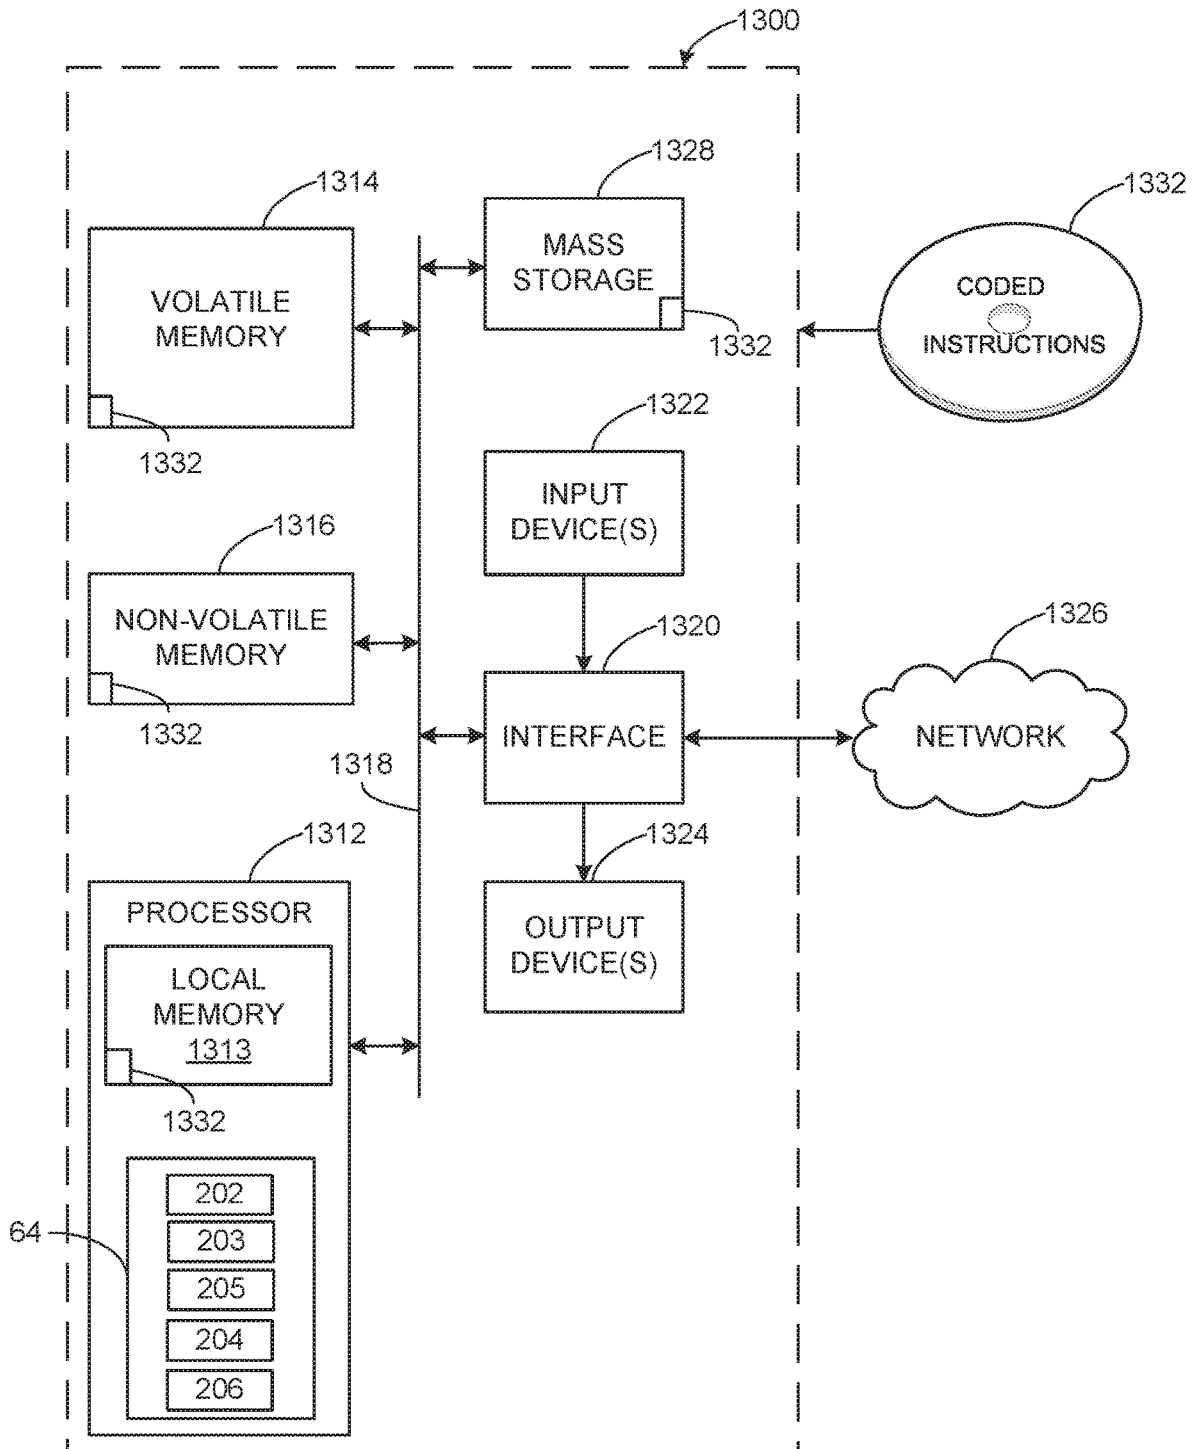 1300
1314
VOLATILE
MEMORY
1332
1328
MASS
STORAGE
1332
1332
CODED
INSTRUCTIONS
1316
NON-VOLATILE
MEMORY
1332
1322
INPUT
DEVICE(S)
1320
INTERFACE
1326
NETWORK
1318
1324
OUTPUT
DEVICE(S)
1312
PROCESSOR
LOCAL
MEMORY
1313
1332
64
202
203
205
204
206